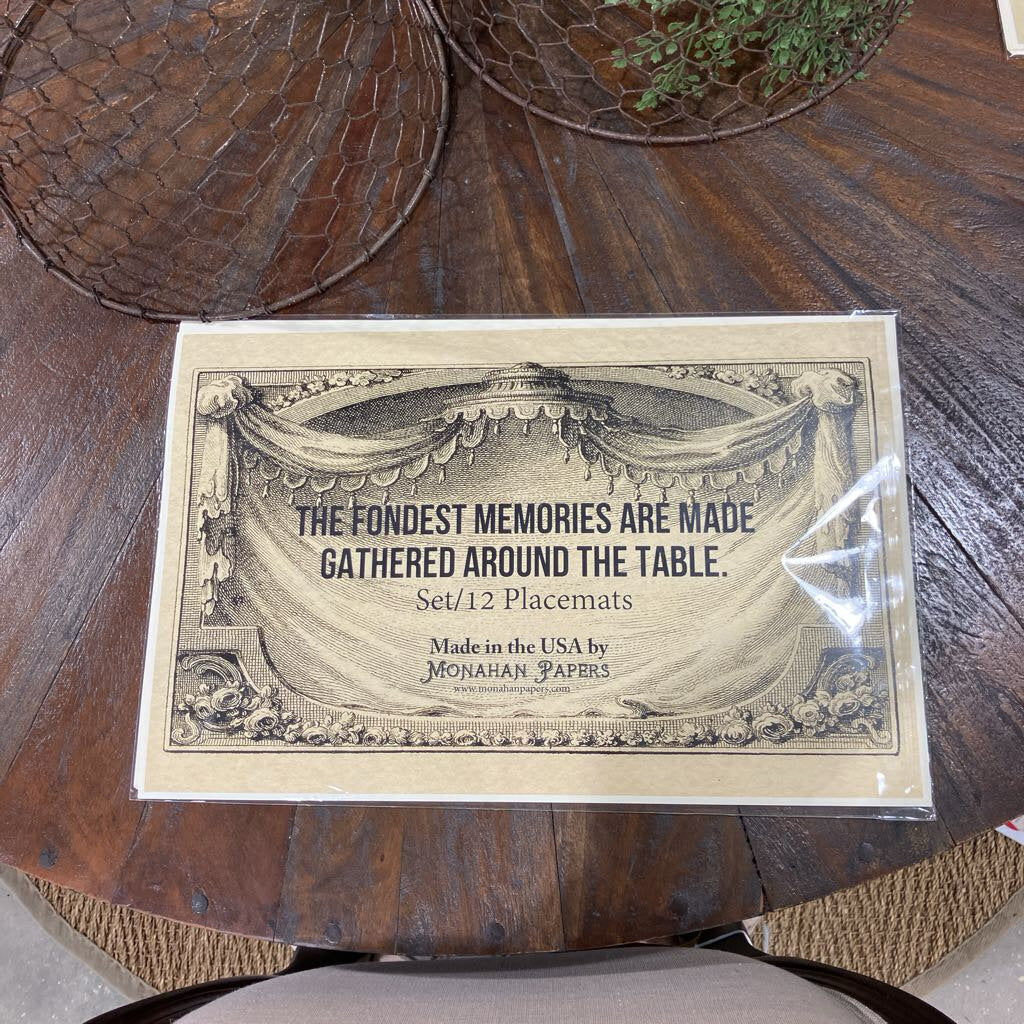 THE FONDEST MEMORIES ARE MADE
GATHERED AROUND THE TABLE.
Set/12 Placemats
Made in the USA by
MONAHAN PAPERS
www.monahanpapers.com